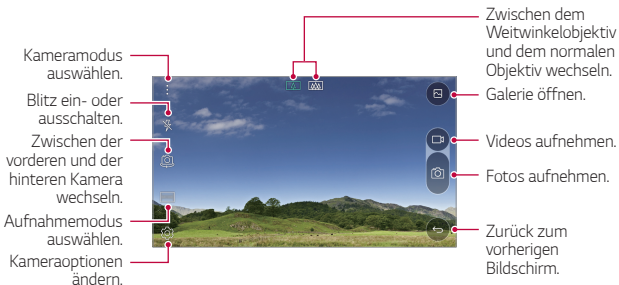 Kameramodus
auswählen.
Blitz ein- oder
ausschalten.
Zwischen der
vorderen und der
hinteren Kamera
wechseln.
Aufnahmemodus
auswählen.
Kameraoptionen
ändern.
Zwischen dem
Weitwinkelobjektiv
und dem normalen
Objektiv wechseln.
Galerie öffnen.
Videos aufnehmen.
Fotos aufnehmen.
Zurück zum
vorherigen
Bildschirm.